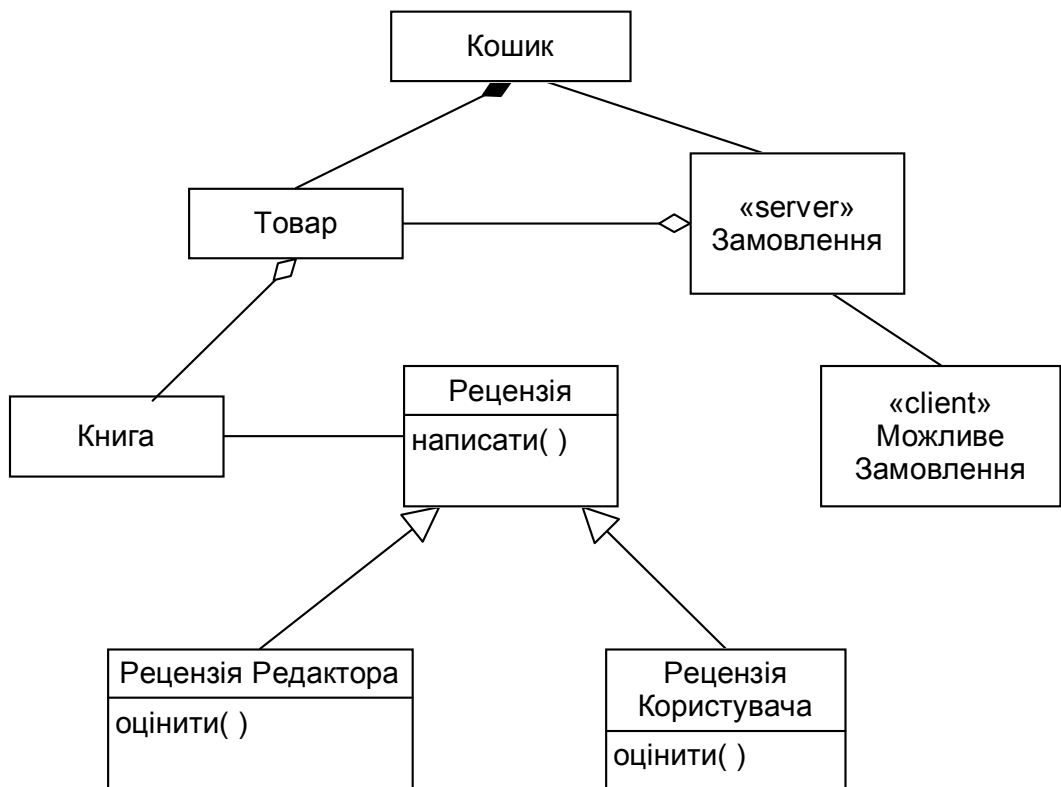 Кошик
Товар
«server»
Замовлення
Книга
Рецензія
написати( )
«client»
Можливе
Замовлення
Рецензія Редактора
оцінити( )
Рецензія
Користувача
оцінити( )